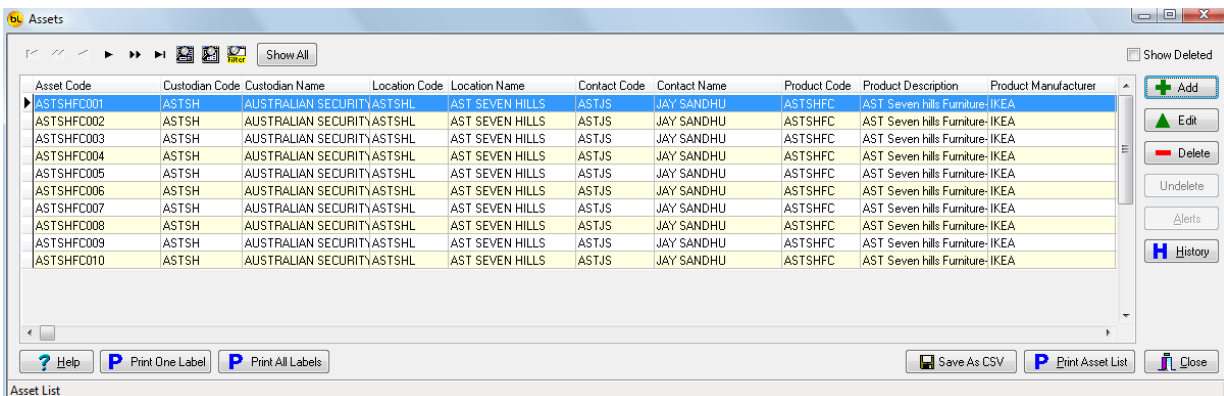 bL Assets
Filter Show All Show Deleted
Asset Code Custodian Code Custodian Name Location Code Location Name Contact Code Contact Name Product Code Product Description Product Manufacturer
ASTSHFC001 ASTSH AUSTRALIAN SECURITY ASTSHL AST SEVEN HILLS ASTJS JAY SANDHU ASTSHFC AST Seven hills Furniture- IKEA
ASTSHFC002 ASTSH AUSTRALIAN SECURITY ASTSHL AST SEVEN HILLS ASTJS JAY SANDHU ASTSHFC AST Seven hills Furniture- IKEA
ASTSHFC003 ASTSH AUSTRALIAN SECURITY ASTSHL AST SEVEN HILLS ASTJS JAY SANDHU ASTSHFC AST Seven hills Furniture- IKEA
ASTSHFC004 ASTSH AUSTRALIAN SECURITY ASTSHL AST SEVEN HILLS ASTJS JAY SANDHU ASTSHFC AST Seven hills Furniture- IKEA
ASTSHFC005 ASTSH AUSTRALIAN SECURITY ASTSHL AST SEVEN HILLS ASTJS JAY SANDHU ASTSHFC AST Seven hills Furniture- IKEA
ASTSHFC006 ASTSH AUSTRALIAN SECURITY ASTSHL AST SEVEN HILLS ASTJS JAY SANDHU ASTSHFC AST Seven hills Furniture- IKEA
ASTSHFC007 ASTSH AUSTRALIAN SECURITY ASTSHL AST SEVEN HILLS ASTJS JAY SANDHU ASTSHFC AST Seven hills Furniture- IKEA
ASTSHFC008 ASTSH AUSTRALIAN SECURITY ASTSHL AST SEVEN HILLS ASTJS JAY SANDHU ASTSHFC AST Seven hills Furniture- IKEA
ASTSHFC009 ASTSH AUSTRALIAN SECURITY ASTSHL AST SEVEN HILLS ASTJS JAY SANDHU ASTSHFC AST Seven hills Furniture- IKEA
ASTSHFC010 ASTSH AUSTRALIAN SECURITY ASTSHL AST SEVEN HILLS ASTJS JAY SANDHU ASTSHFC AST Seven hills Furniture- IKEA
Add
Edit
Delete
Undelete
Alerts
H History
? Help P Print One Label P Print All Labels Save As CSV P Print Asset List Close
Asset List